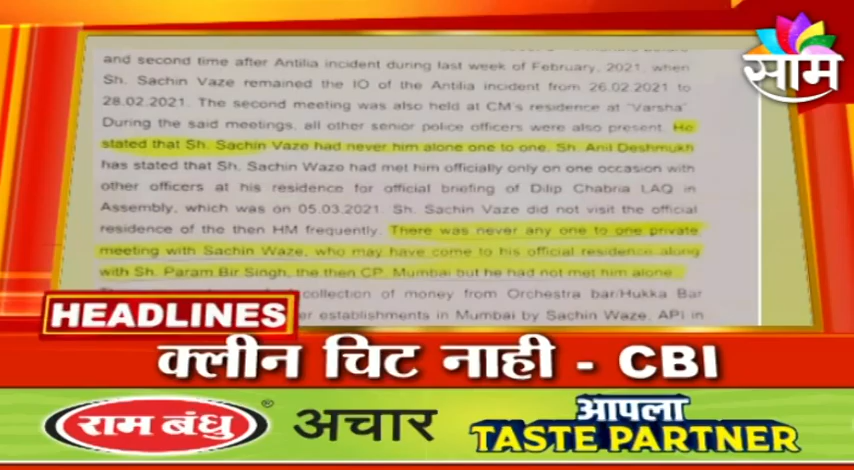 साम
and second time after Antilia incident during last week of February, 2021, when
Sh. Sachin Vaze remained the IO of the Antilia incident from 26.02.2021 to
28.02.2021. The second meeting was also held at CM's residence at "Varsha"
During the said meetings, all other senior police officers were also present. He
stated that Sh. Sachin Vaze had never him alone one to one. Sh. Anil Deshmukh
has stated that Sh. Sachin Waze had met him officially only on one occasion with
other officers at his residence for official briefing of Dilip Chabria LAQ in
Assembly, which was on 05.03.2021. Sh. Sachin Vaze did not visit the official
residence of the then HM frequently. There was never any one to one private
meeting with Sachin Waze, who may have come to his official residence along
with Sh. Param Bir Singh, the then CP, Mumbai but he had not met him alone.
collection of money from Orchestra bar/Hukka Bar
establishments in Mumbai by Sachin Waze, API in
HEADLINES
क्लीन चिट नाही - CBI
राम बंधु® अचार आपला
TASTE PARTNER